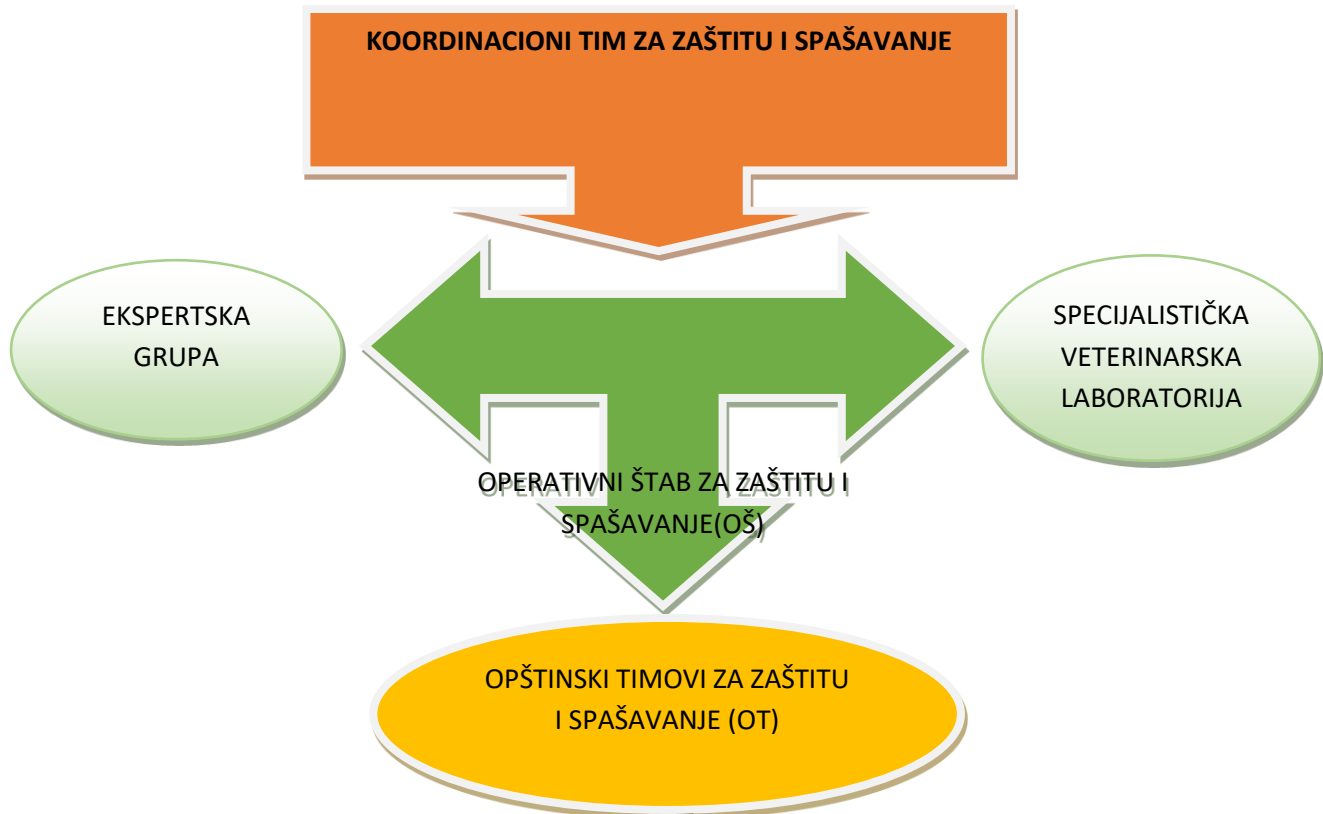 KOORDINACIONI TIM ZA ZAŠTITU I SPAŠAVANJE
EKSPERTSKA
GRUPA
SPECIJALISTIČKA
VETERINARSKA
LABORATORIJA
OPERATIVNI ŠTAB ZA ZAŠTITU I
SPAŠAVANJE(OŠ)
OPŠTINSKI TIMOVI ZA ZAŠTITU
I SPAŠAVANJE (OT)